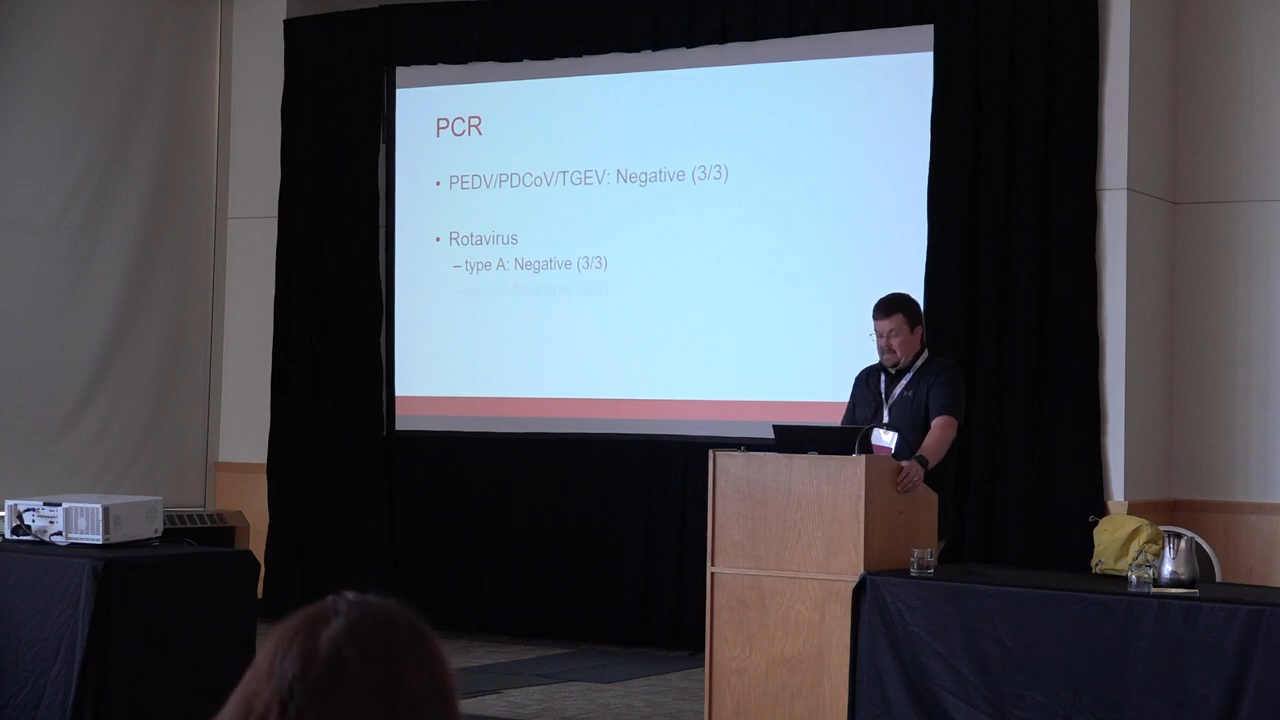 PCR
• PEDV/PDCoV/TGEV: Negative (3/3)
• Rotavirus
– type A: Negative (3/3)